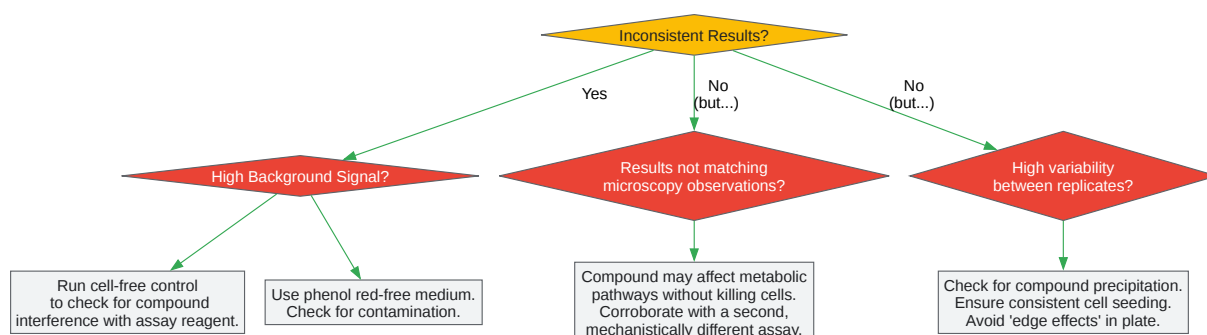 Inconsistent Results?
Yes
No
(but...)
No
(but...)
High Background Signal?
Results not matching
microscopy observations?
High variability
between replicates?
Run cell-free control
to check for compound
interference with assay reagent.
Use phenol red-free medium.
Check for contamination.
Compound may affect metabolic
pathways without killing cells.
Corroborate with a second,
mechanistically different assay.
Check for compound precipitation.
Ensure consistent cell seeding.
Avoid 'edge effects' in plate.